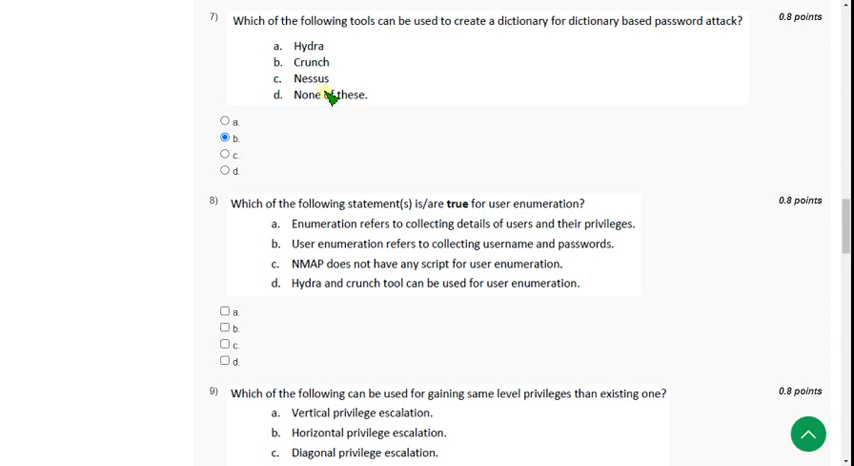 7) Which of the following tools can be used to create a dictionary for dictionary based password attack? 0.8 points
a. Hydra
b. Crunch
c. Nessus
d. None of these.
a.
b.
c.
d.
8) Which of the following statement(s) is/are true for user enumeration? 0.8 points
a. Enumeration refers to collecting details of users and their privileges.
b. User enumeration refers to collecting username and passwords.
c. NMAP does not have any script for user enumeration.
d. Hydra and crunch tool can be used for user enumeration.
a.
b.
c.
d.
9) Which of the following can be used for gaining same level privileges than existing one? 0.8 points
a. Vertical privilege escalation.
b. Horizontal privilege escalation.
c. Diagonal privilege escalation.